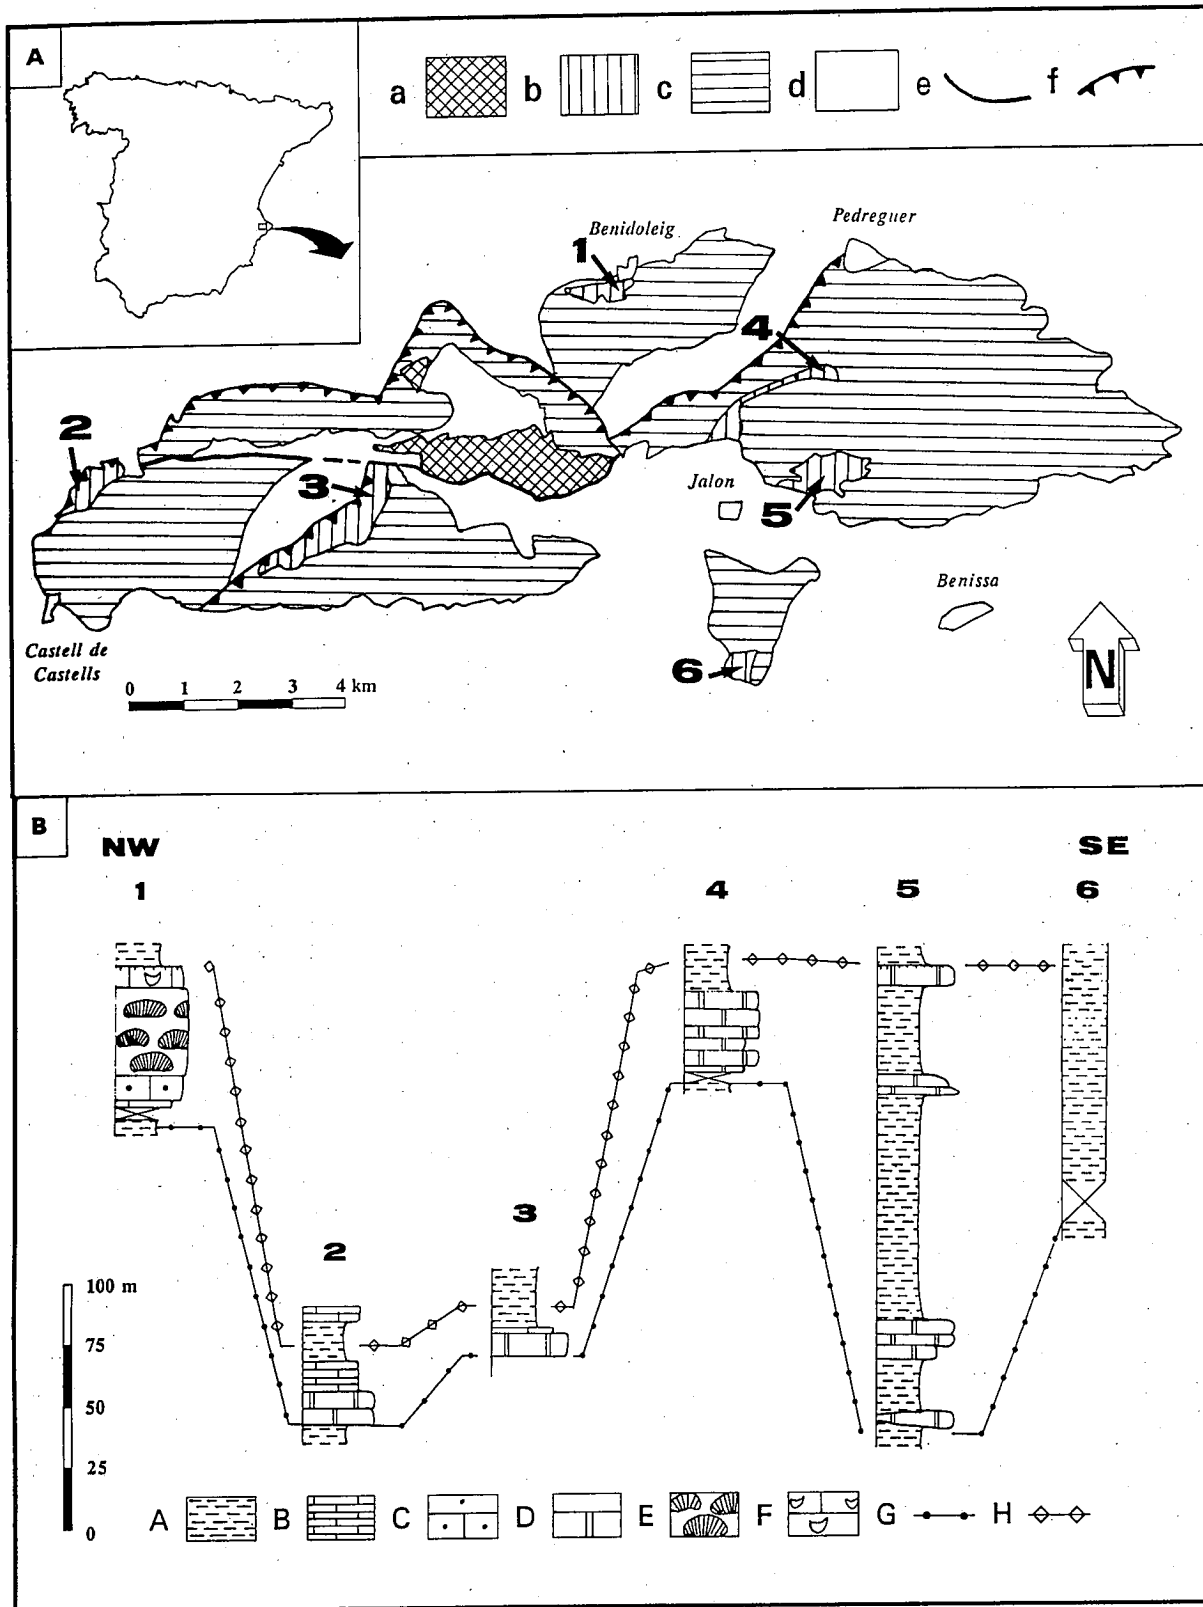 A
a b c d e f
Benidoleig
Pedreguer
1
4
2
3
Jalon
5
Benissa
6
Castell de
Castells
0 1 2 3 4 km
N
B
NW SE
1 4 5 6
3
2
100 m
75
50
25
0
A B C D E F G H